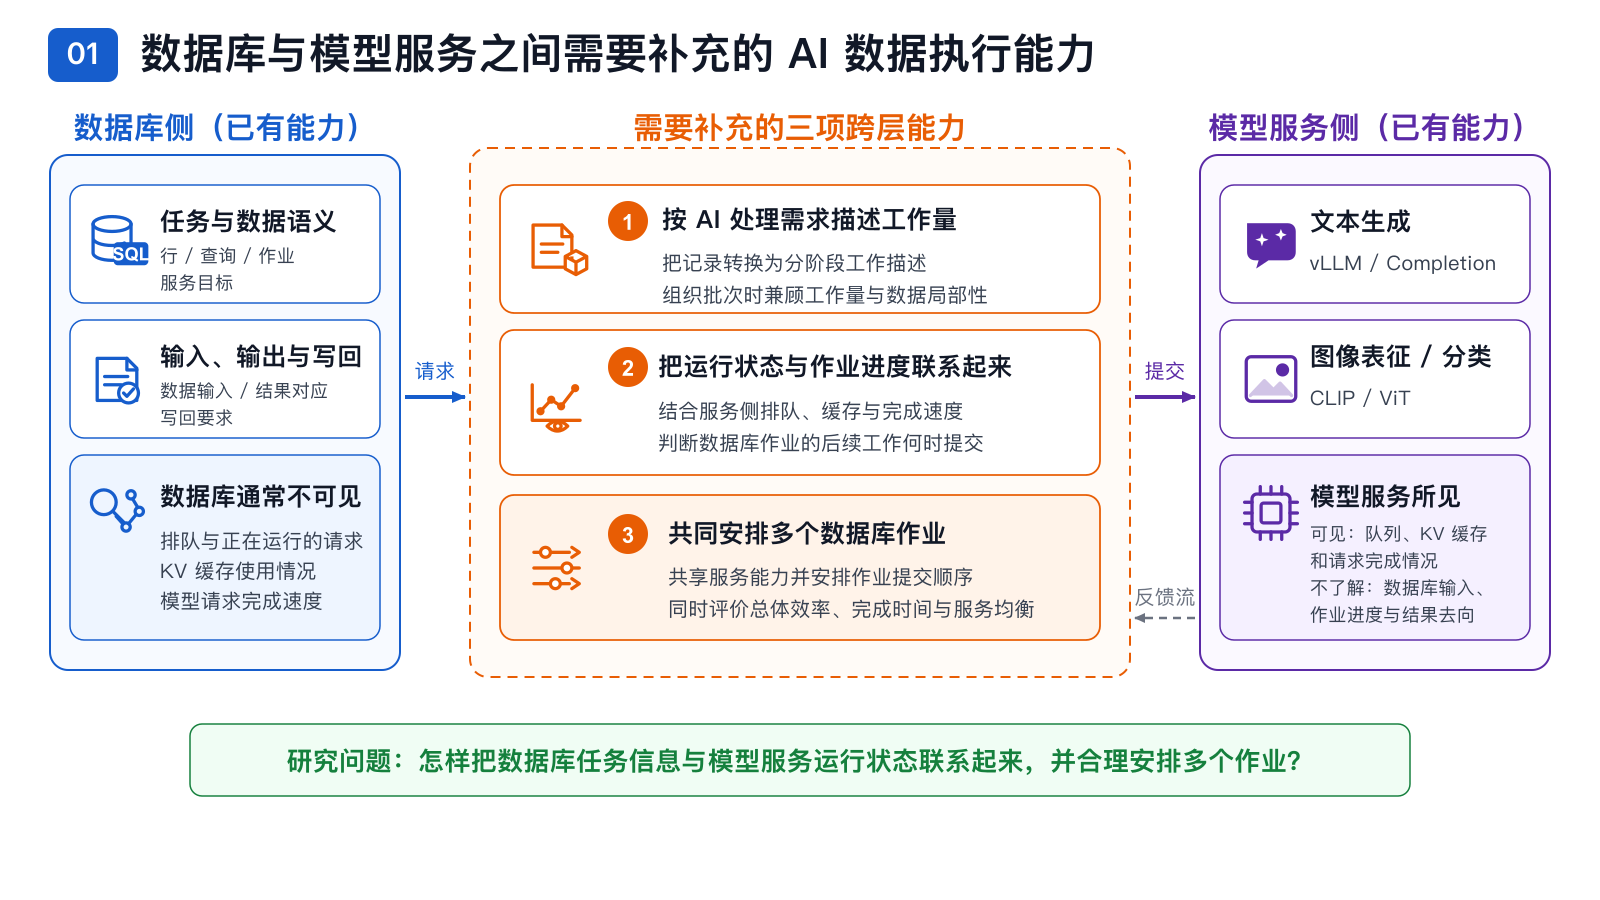 01
数据库与模型服务之间需要补充的 AI 数据执行能力
数据库侧（已有能力）
SQL
任务与数据语义
行 / 查询 / 作业
服务目标
输入、输出与写回
数据输入 / 结果对应
写回要求
数据库通常不可见
排队与正在运行的请求
KV 缓存使用情况
模型请求完成速度
请求
需要补充的三项跨层能力
1
按 AI 处理需求描述工作量
把记录转换为分阶段工作描述
组织批次时兼顾工作量与数据局部性
2
把运行状态与作业进度联系起来
结合服务侧排队、缓存与完成速度
判断数据库作业的后续工作何时提交
3
共同安排多个数据库作业
共享服务能力并安排作业提交顺序
同时评价总体效率、完成时间与服务均衡
提交
反馈流
模型服务侧（已有能力）
文本生成
vLLM / Completion
图像表征 / 分类
CLIP / ViT
模型服务所见
可见：队列、KV 缓存
和请求完成情况
不了解：数据库输入、
作业进度与结果去向
研究问题：怎样把数据库任务信息与模型服务运行状态联系起来，并合理安排多个作业?